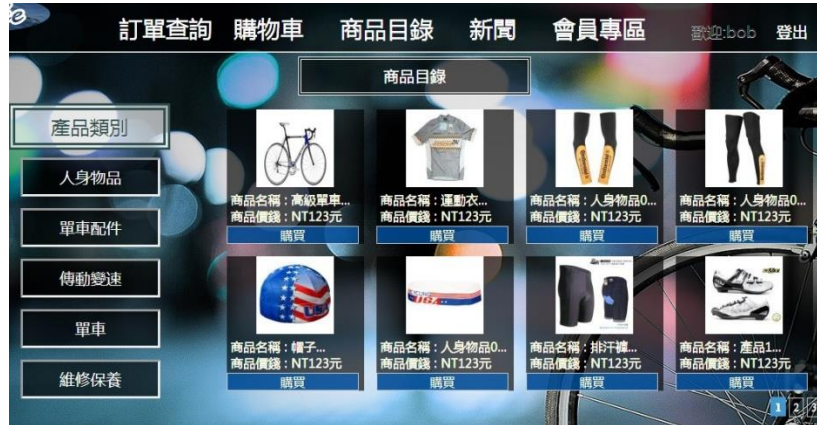 訂單查詢 購物車 商品目錄 新聞 會員專區 歡迎:bob 登出
商品目錄
產品類別
人身物品
單車配件
傳動變速
單車
維修保養
商品名稱：高級單車...
商品價錢：NT123元
購買
商品名稱：運動衣...
商品價錢：NT123元
購買
商品名稱：人身物品0...
商品價錢：NT123元
購買
商品名稱：人身物品0...
商品價錢：NT123元
購買
USA
商品名稱：帽子...
商品價錢：NT123元
購買
商品名稱：人身物品0...
商品價錢：NT123元
購買
商品名稱：排汗褲...
商品價錢：NT123元
購買
商品名稱：產品1...
商品價錢：NT123元
購買
1 2 3